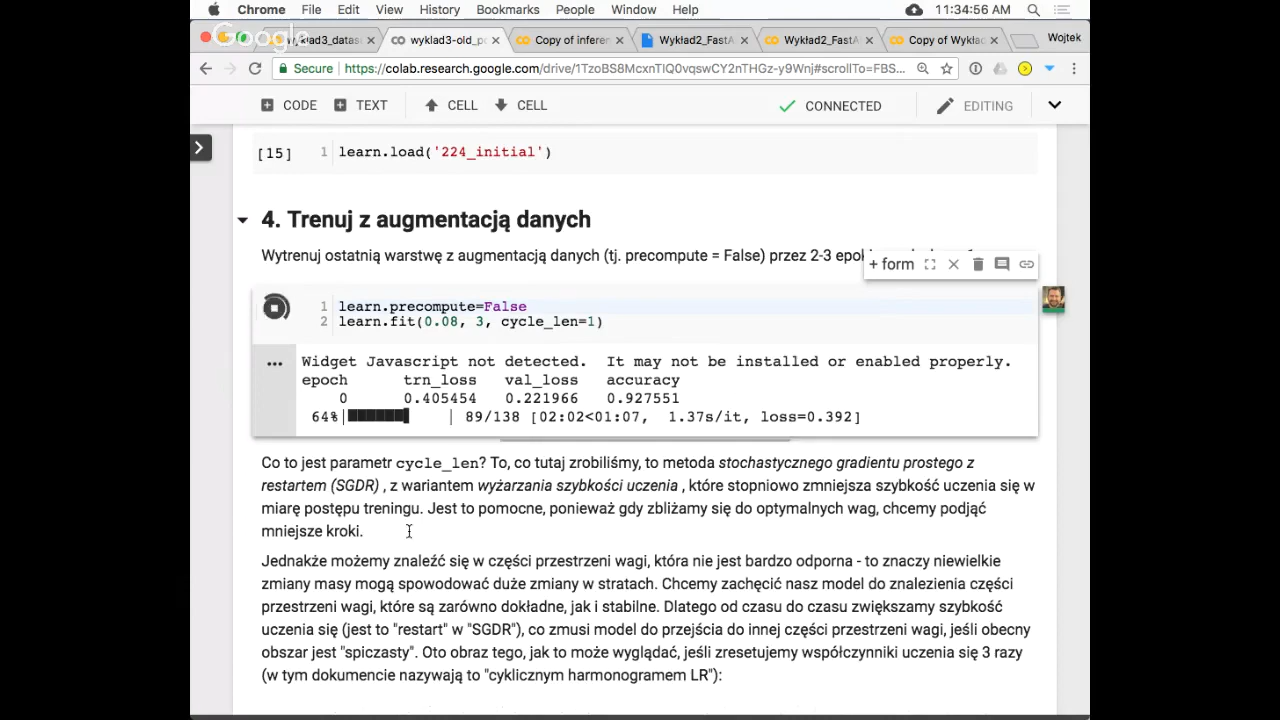 Chrome File Edit View History Bookmarks People Window Help 11:34:56 AM
Google
wyklad3-old_po Copy of inferen Wykład2_FastA Wykład2_FastA Copy of Wykład Wojtek
Secure https://colab.research.google.com/drive/1TzoBS8McxnTlQ0vqswCY2nTHGz-y9Wnj#scrollTo=FBS...
CODE TEXT CELL CELL CONNECTED EDITING
[15] 1 learn.load('224_initial')
4. Trenuj z augmentacją danych
Wytrenuj ostatnią warstwę z augmentacją danych (tj. precompute = False) przez 2-3
+ form
1 learn.precompute=False
2 learn.fit(0.08, 3, cycle_len=1)
Widget Javascript not detected. It may not be installed or enabled properly.
epoch trn_loss val_loss accuracy
0 0.405454 0.221966 0.927551
64%| | 89/138 [02:02<01:07, 1.37s/it, loss=0.392]
Co to jest parametr cycle_len? To, co tutaj zrobiliśmy, to metoda stochastycznego gradientu prostego z
restartem (SGDR) , z wariantem wyżarzania szybkości uczenia , które stopniowo zmniejsza szybkość uczenia się w
miarę postępu treningu. Jest to pomocne, ponieważ gdy zbliżamy się do optymalnych wag, chcemy podjąć
mniejsze kroki.
Jednakże możemy znaleźć się w części przestrzeni wagi, która nie jest bardzo odporna - to znaczy niewielkie
zmiany masy mogą spowodować duże zmiany w stratach. Chcemy zachęcić nasz model do znalezienia części
przestrzeni wagi, które są zarówno dokładne, jak i stabilne. Dlatego od czasu do czasu zwiększamy szybkość
uczenia się (jest to "restart" w "SGDR"), co zmusi model do przejścia do innej części przestrzeni wagi, jeśli obecny
obszar jest "spiczasty". Oto obraz tego, jak to może wyglądać, jeśli zresetujemy współczynniki uczenia się 3 razy
(w tym dokumencie nazywają to "cyklicznym harmonogramem LR"):